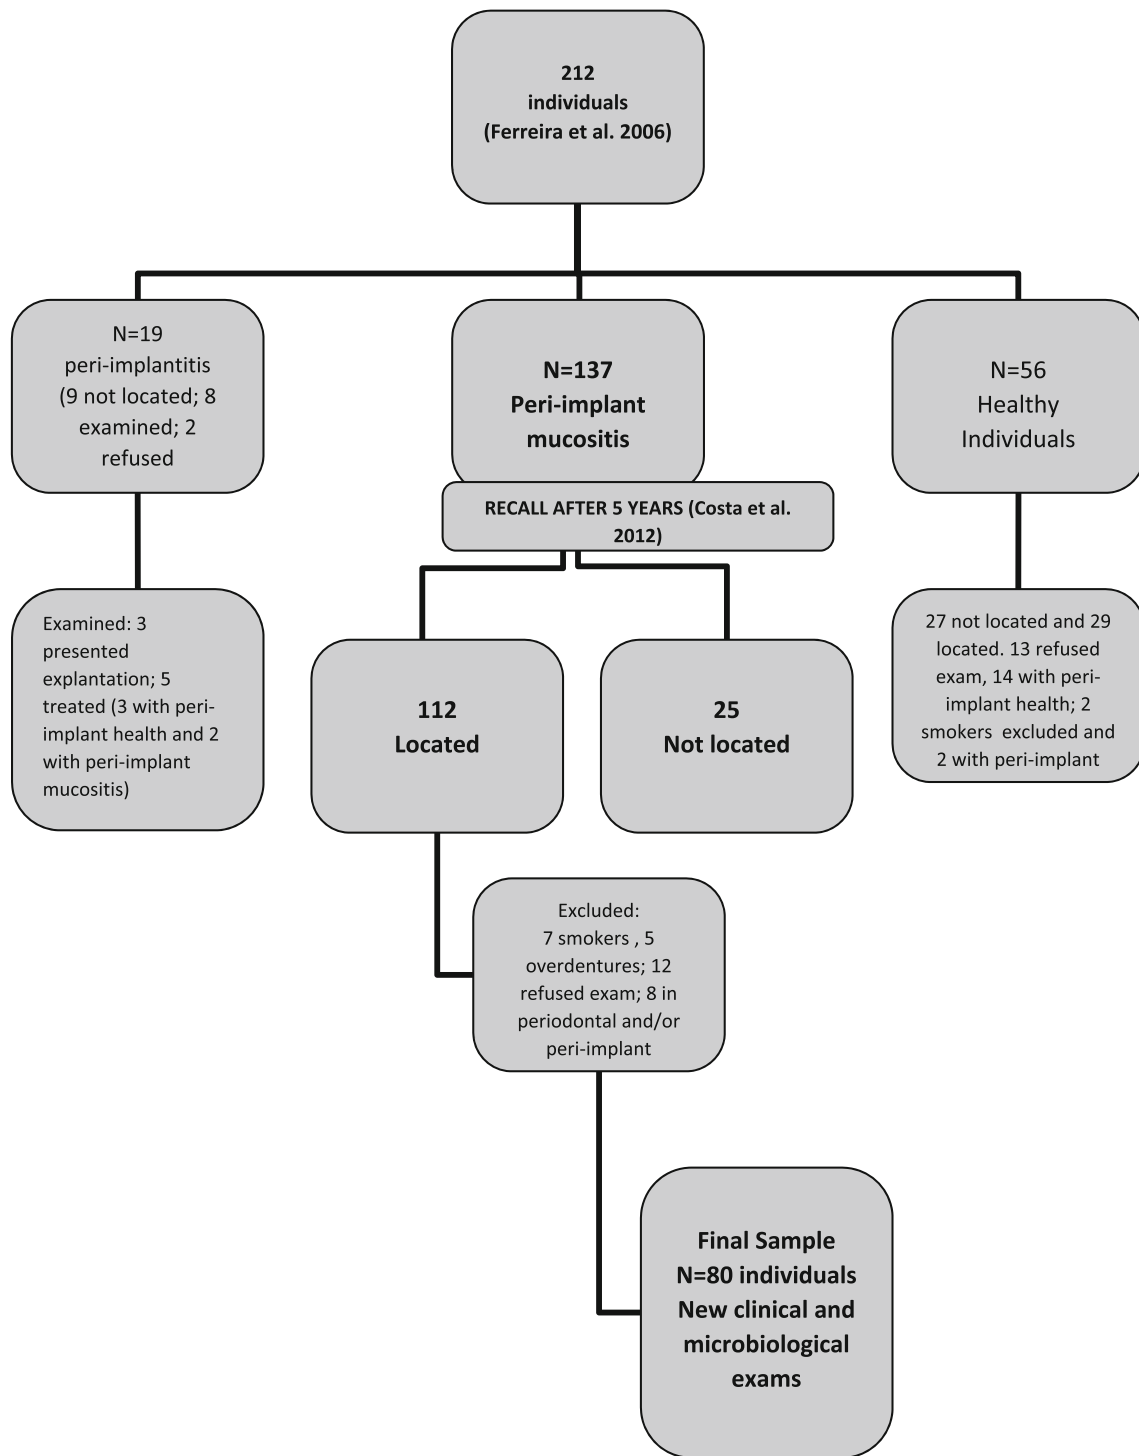 212
individuals
(Ferreira et al. 2006)
N=19
peri-implantitis
(9 not located; 8
examined; 2
refused
N=137
Peri-implant
mucositis
N=56
Healthy
Individuals
RECALL AFTER 5 YEARS (Costa et al.
2012)
Examined: 3
presented
explantation; 5
treated (3 with peri-
implant health and 2
with peri-implant
mucositis)
112
Located
25
Not located
27 not located and 29
located. 13 refused
exam, 14 with peri-
implant health; 2
smokers excluded and
2 with peri-implant
Excluded:
7 smokers , 5
overdentures; 12
refused exam; 8 in
periodontal and/or
peri-implant
Final Sample
N=80 individuals
New clinical and
microbiological
exams